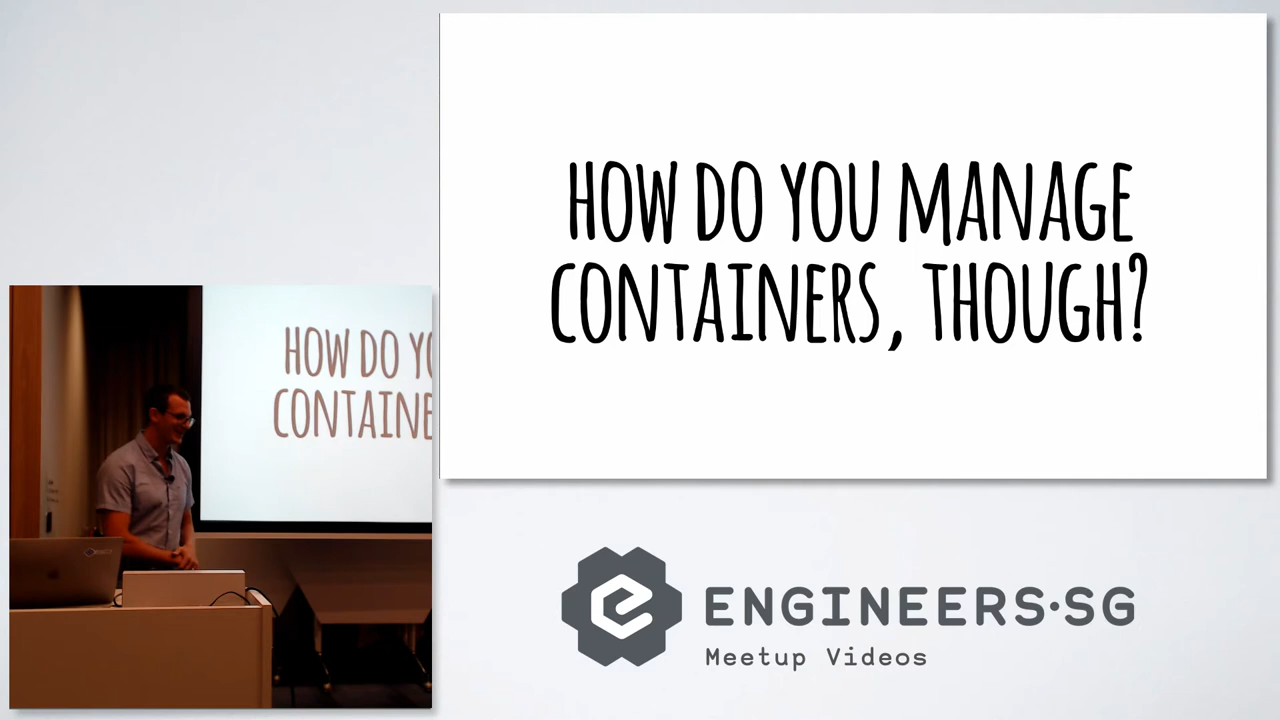 HOW DO YOU MANAGE
CONTAINERS, THOUGH?
HOW DO YO
CONTAINE
ENGINEERS·SG
Meetup Videos